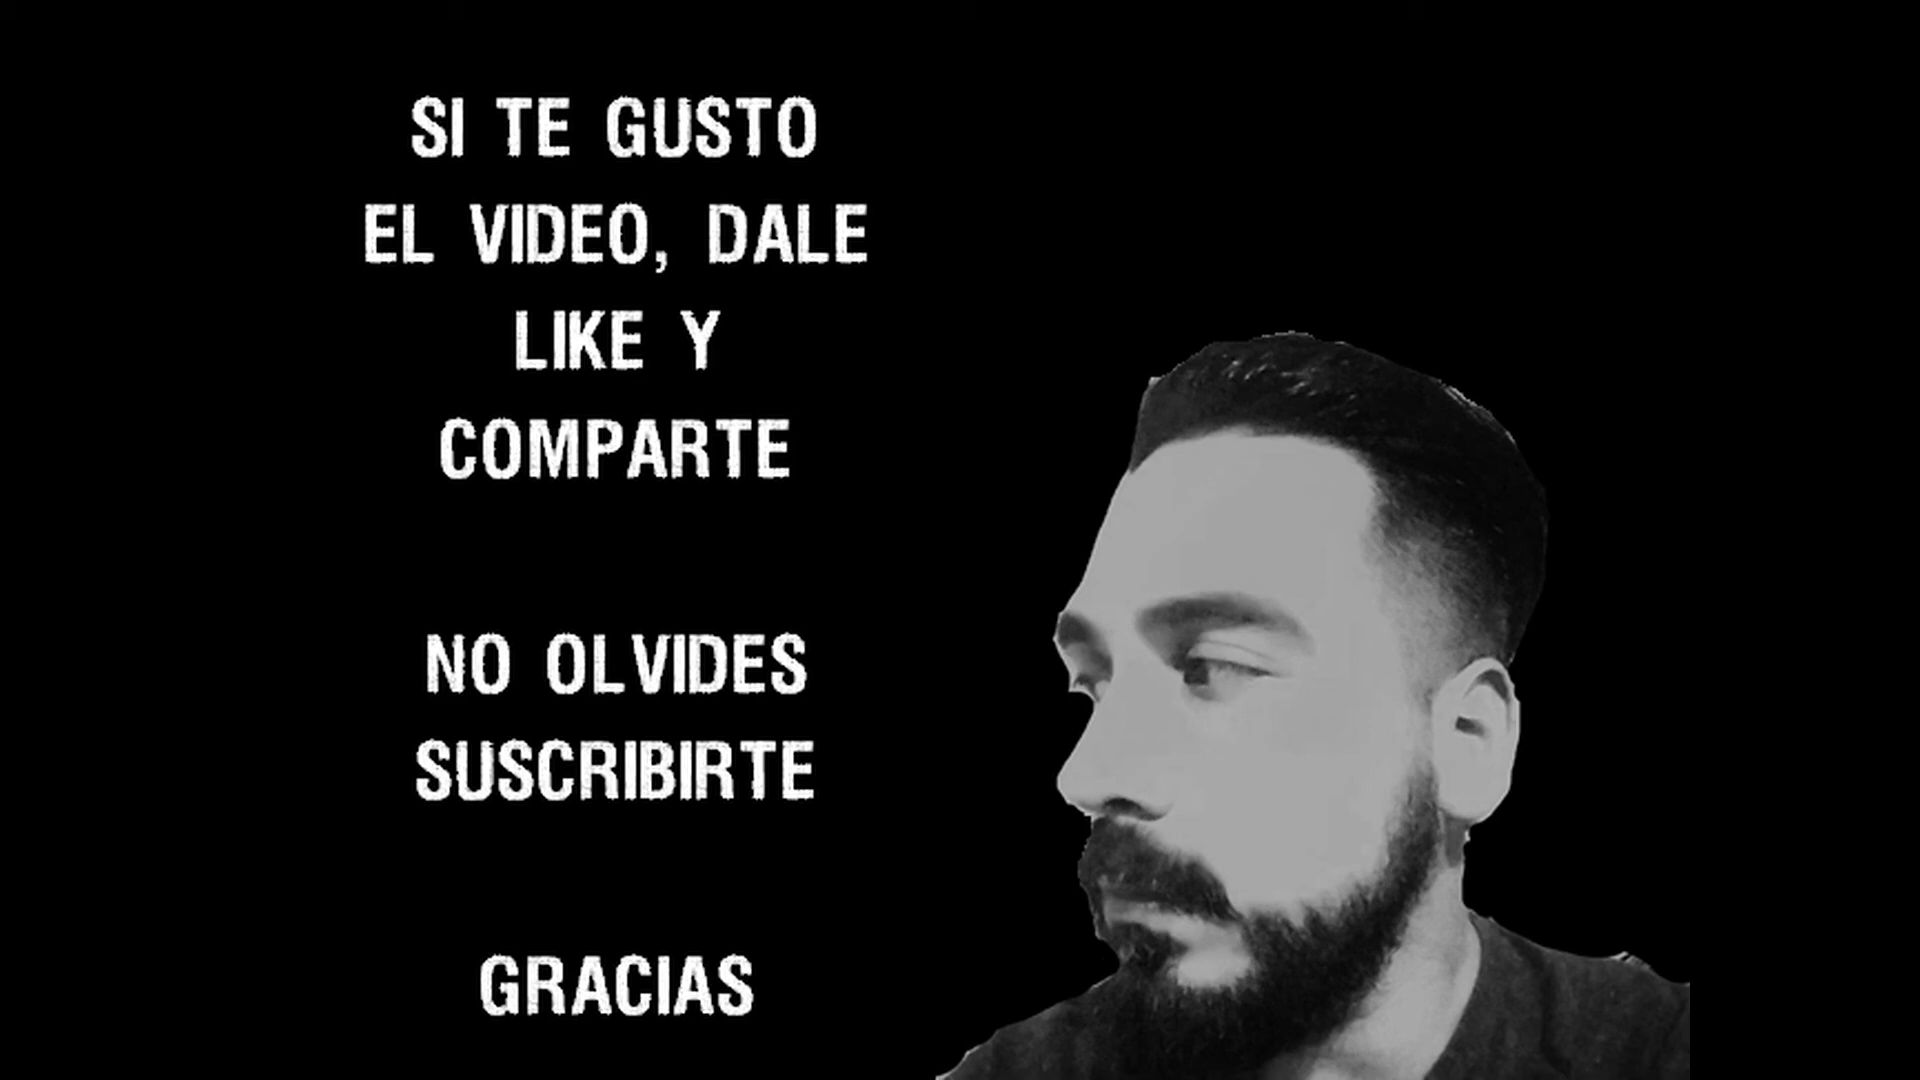 SI TE GUSTO
EL VIDEO, DALE
LIKE Y
COMPARTE
NO OLVIDES
SUSCRIBIRTE
GRACIAS